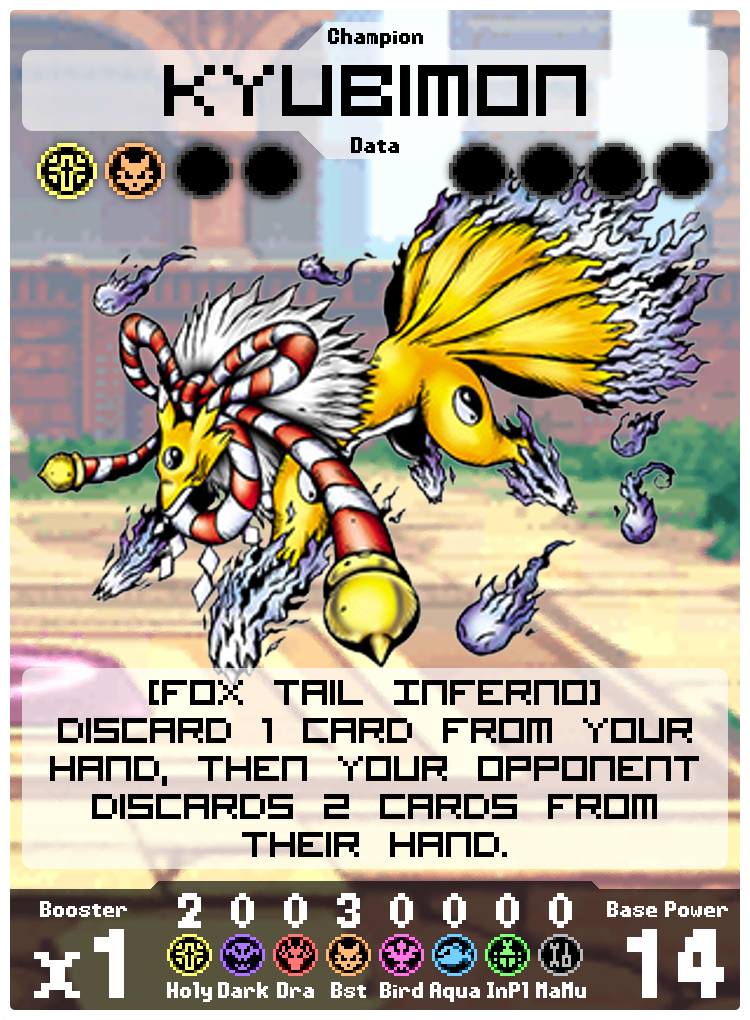 Champion
KYUBIMON
Data
[FOX TAIL INFERNO]
DISCARD 1 CARD FROM YOUR
HAND, THEN YOUR OPPONENT
DISCARDS 2 CARDS FROM
THEIR HAND.
2 0 0 3 0 0 0 0
Booster
Base Power
x1
14
Holy Dark Dra Bst Bird Aqua InPl MaMu